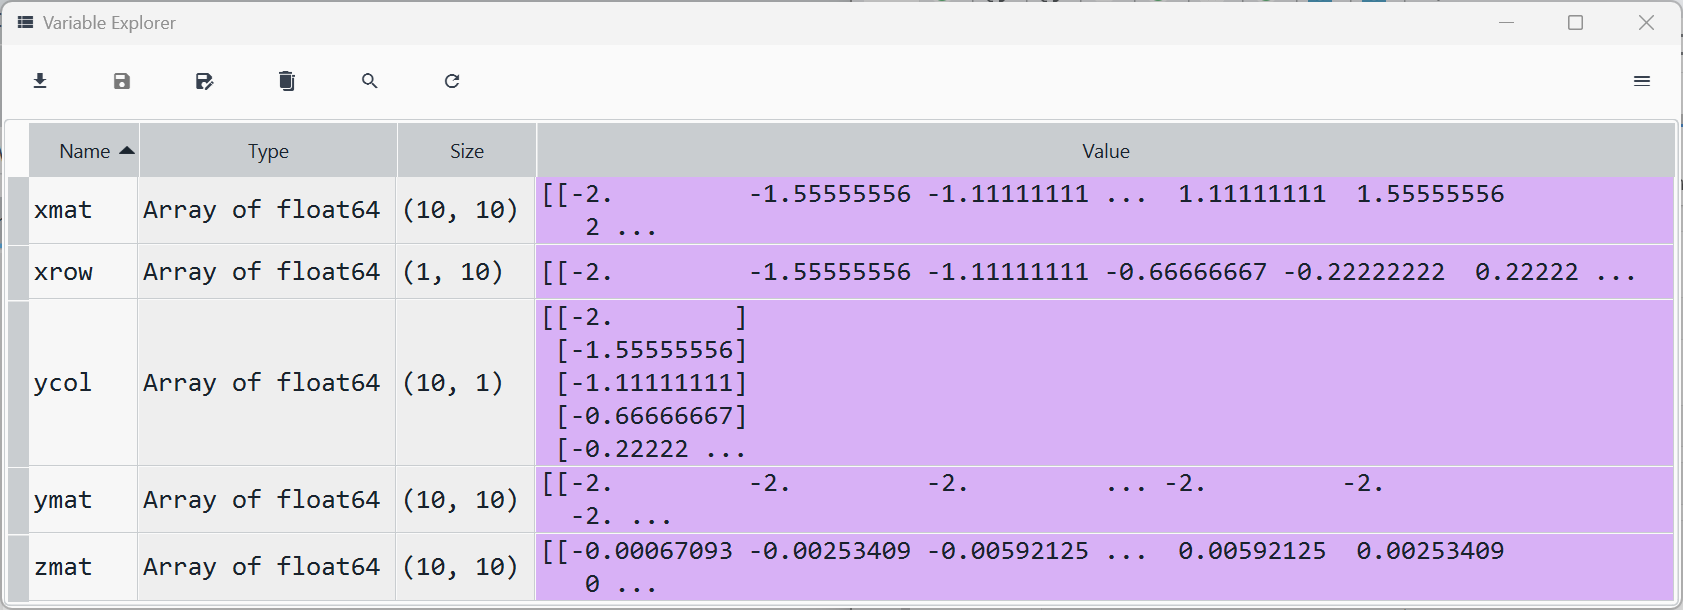 Variable Explorer
Name Type Size Value
xmat Array of float64 (10, 10) [[-2. -1.55555556 -1.11111111 ... 1.11111111 1.55555556
2 ...
xrow Array of float64 (1, 10) [[-2. -1.55555556 -1.11111111 -0.66666667 -0.22222222 0.22222 ...
[[-2. ]
[-1.55555556]
ycol Array of float64 (10, 1) [-1.11111111]
[-0.66666667]
[-0.22222 ...
ymat Array of float64 (10, 10) [[-2. -2. -2. ... -2. -2.
-2. ...
zmat Array of float64 (10, 10) [[-0.00067093 -0.00253409 -0.00592125 ... 0.00592125 0.00253409
0 ...